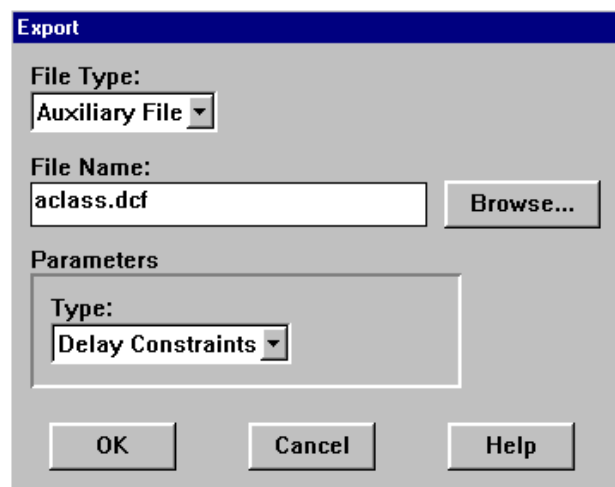 Export
File Type:
Auxiliary File
File Name:
aclass.dcf
Browse...
Parameters
Type:
Delay Constraints
OK Cancel Help